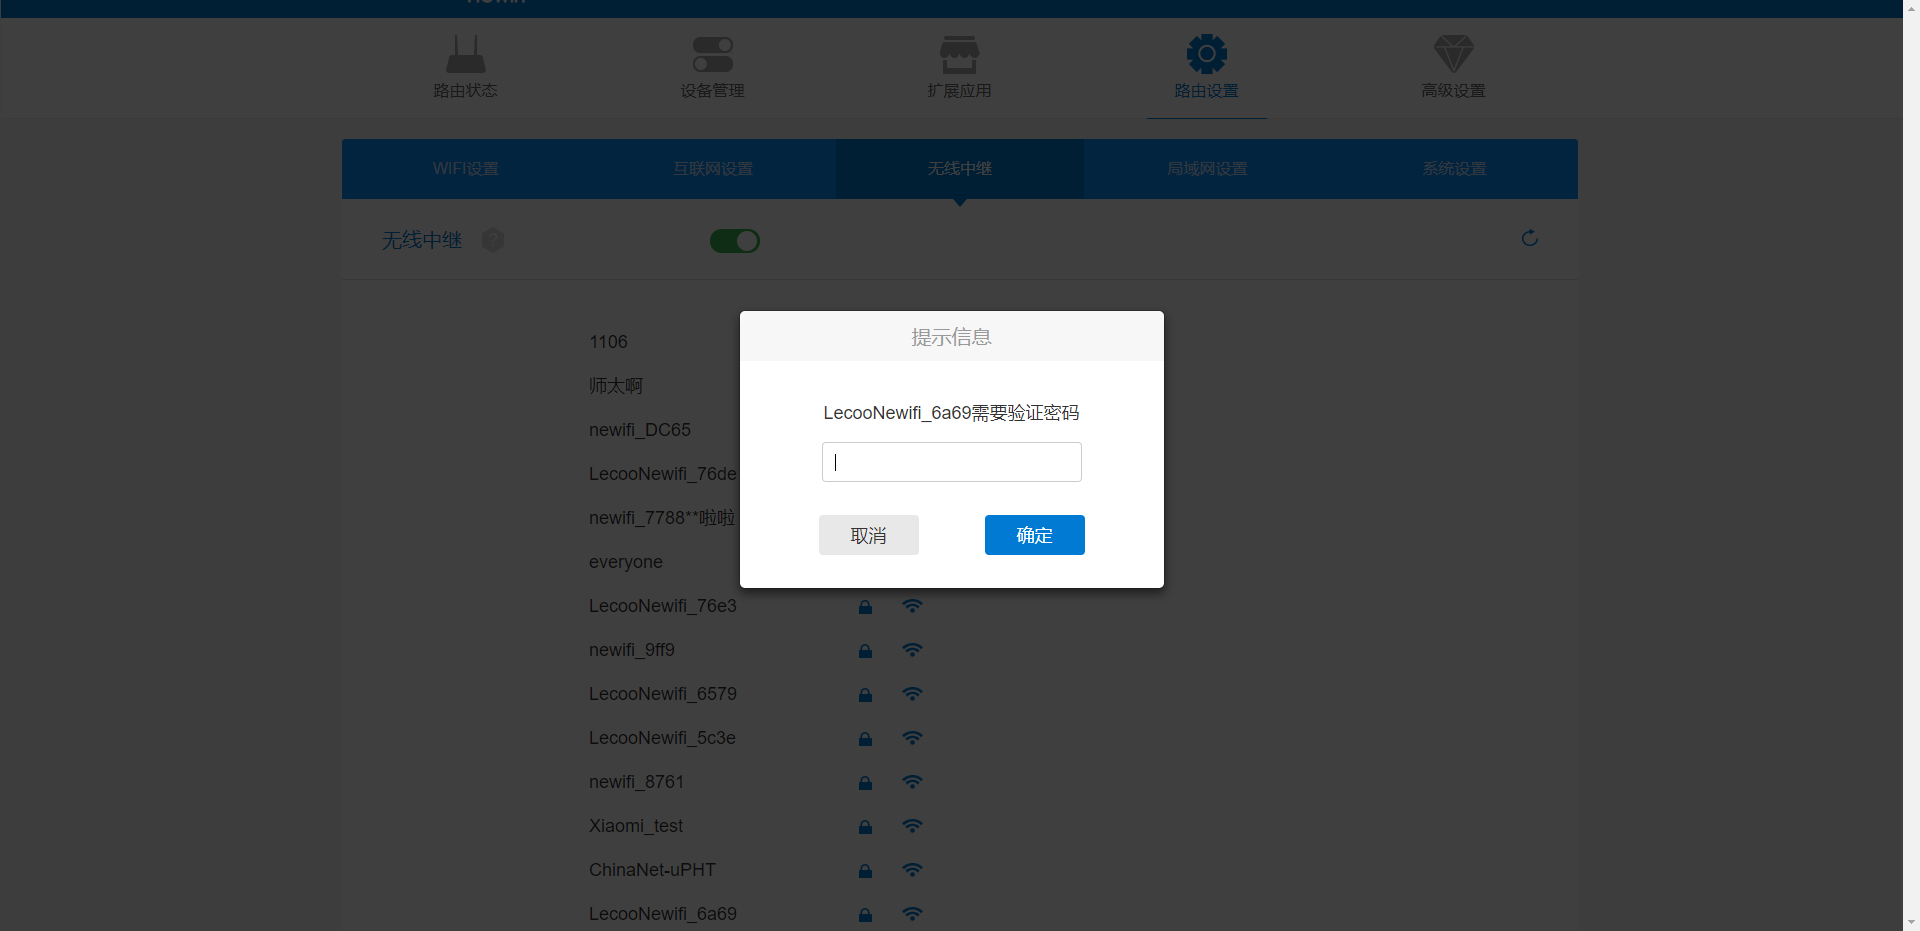 路由状态
设备管理
扩展应用
路由设置
高级设置
WIFI设置
互联网设置
无线中继
局域网设置
系统设置
无线中继
?
提示信息
LecooNewifi_6a69需要验证密码
取消
确定
1106
师太啊
newifi_DC65
LecooNewifi_76de
newifi_7788**啦啦
everyone
LecooNewifi_76e3
newifi_9ff9
LecooNewifi_6579
LecooNewifi_5c3e
newifi_8761
Xiaomi_test
ChinaNet-uPHT
LecooNewifi_6a69